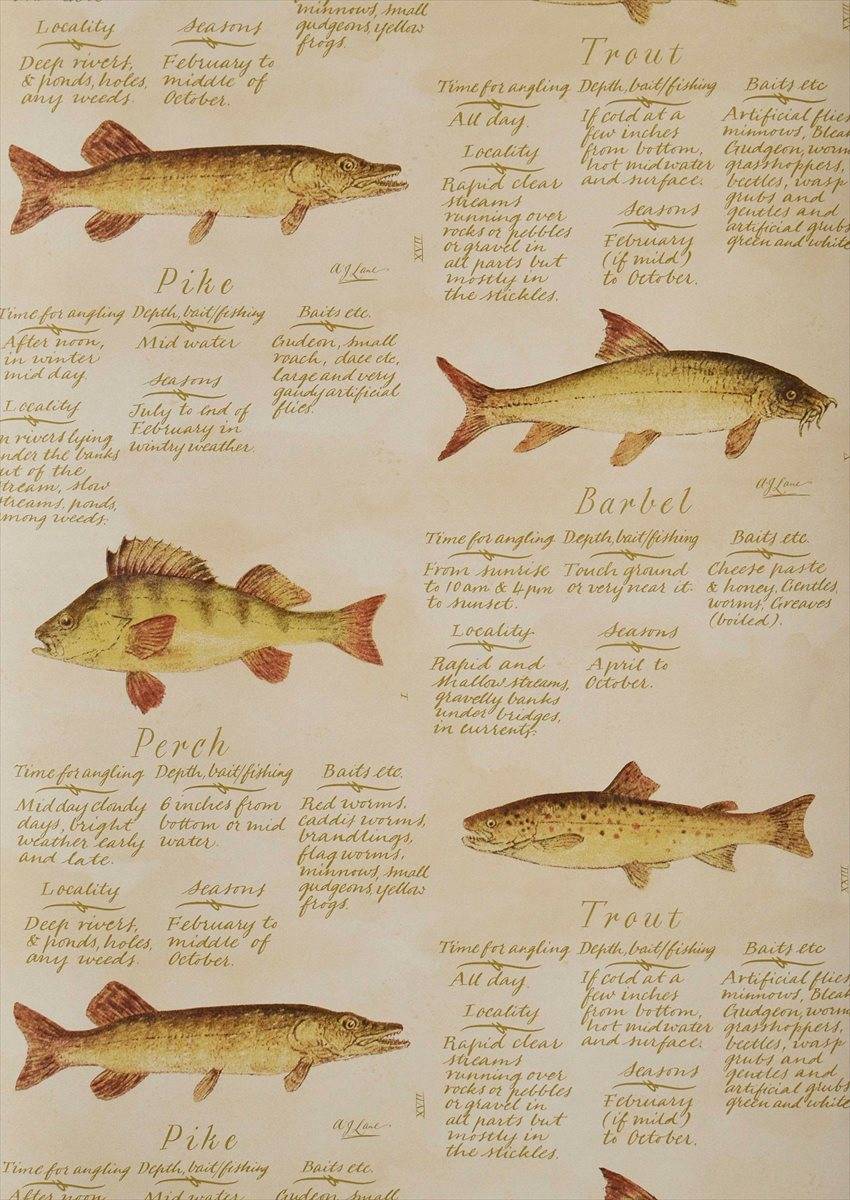 Locality
Deep rivers,
& ponds, holes,
any weeds.
Seasons
February to
middle of
October.
minnows, small
gudgeons, yellow
frogs.
XVII
A J Lane
Pike
Time for angling
After noon,
in winter
mid day.
Locality
n rivers lying
nder the banks
ut of the
tream, slow
treams, ponds,
mong weeds.
Depth, bait/fishing
Mid water
Seasons
July to end of
February in
wintry weather.
Baits etc.
Gudeon, small
roach, dace etc,
large and very
gaudy artificial
flies.
I
Perch
Time for angling
Midday cloudy
days, bright
weather early
and late.
Locality
Deep rivers,
& ponds, holes,
any weeds.
Depth, bait/fishing
6 inches from
bottom or mid
water.
Seasons
February to
middle of
October.
Baits etc.
Red worms.
caddis worms,
brandlings,
flag worms,
minnows, small
gudgeons, yellow
frogs.
XVII
A J Lane
Pike
Time for angling
After noon,
Depth, bait/fishing
Mid water
Baits etc.
Gudeon, small
Trout
Time for angling
All day.
Locality
Rapid clear
streams
running over
rocks or pebbles
or gravel in
all parts but
mostly in
the stickles.
Depth, bait/fishing
If cold at a
few inches
from bottom,
hot midwater
and surface.
Seasons
February
(if mild)
to October.
Baits etc
Artificial flies
minnows, Bleak
Gudgeon, worm
grasshoppers,
beetles, wasp
grubs and
gentles and
artificial grubs
green and white
A J Lane
Barbel
Time for angling
From sunrise
to 10am & 4pm
to sunset.
Locality
Rapid and
shallow streams,
gravelly banks
under bridges,
in currents.
Depth, bait/fishing
Touch ground
or very near it.
Seasons
April to
October.
Baits etc.
Cheese paste
& honey, Gentles,
worms, Greaves
(boiled).
Trout
Time for angling
All day.
Locality
Rapid clear
streams
running over
rocks or pebbles
or gravel in
all parts but
mostly in
the stickles.
Depth, bait/fishing
If cold at a
few inches
from bottom,
hot midwater
and surface.
Seasons
February
(if mild)
to October.
Baits etc
Artificial flies
minnows, Bleak
Gudgeon, worm
grasshoppers,
beetles, wasp
grubs and
gentles and
artificial grubs
green and white